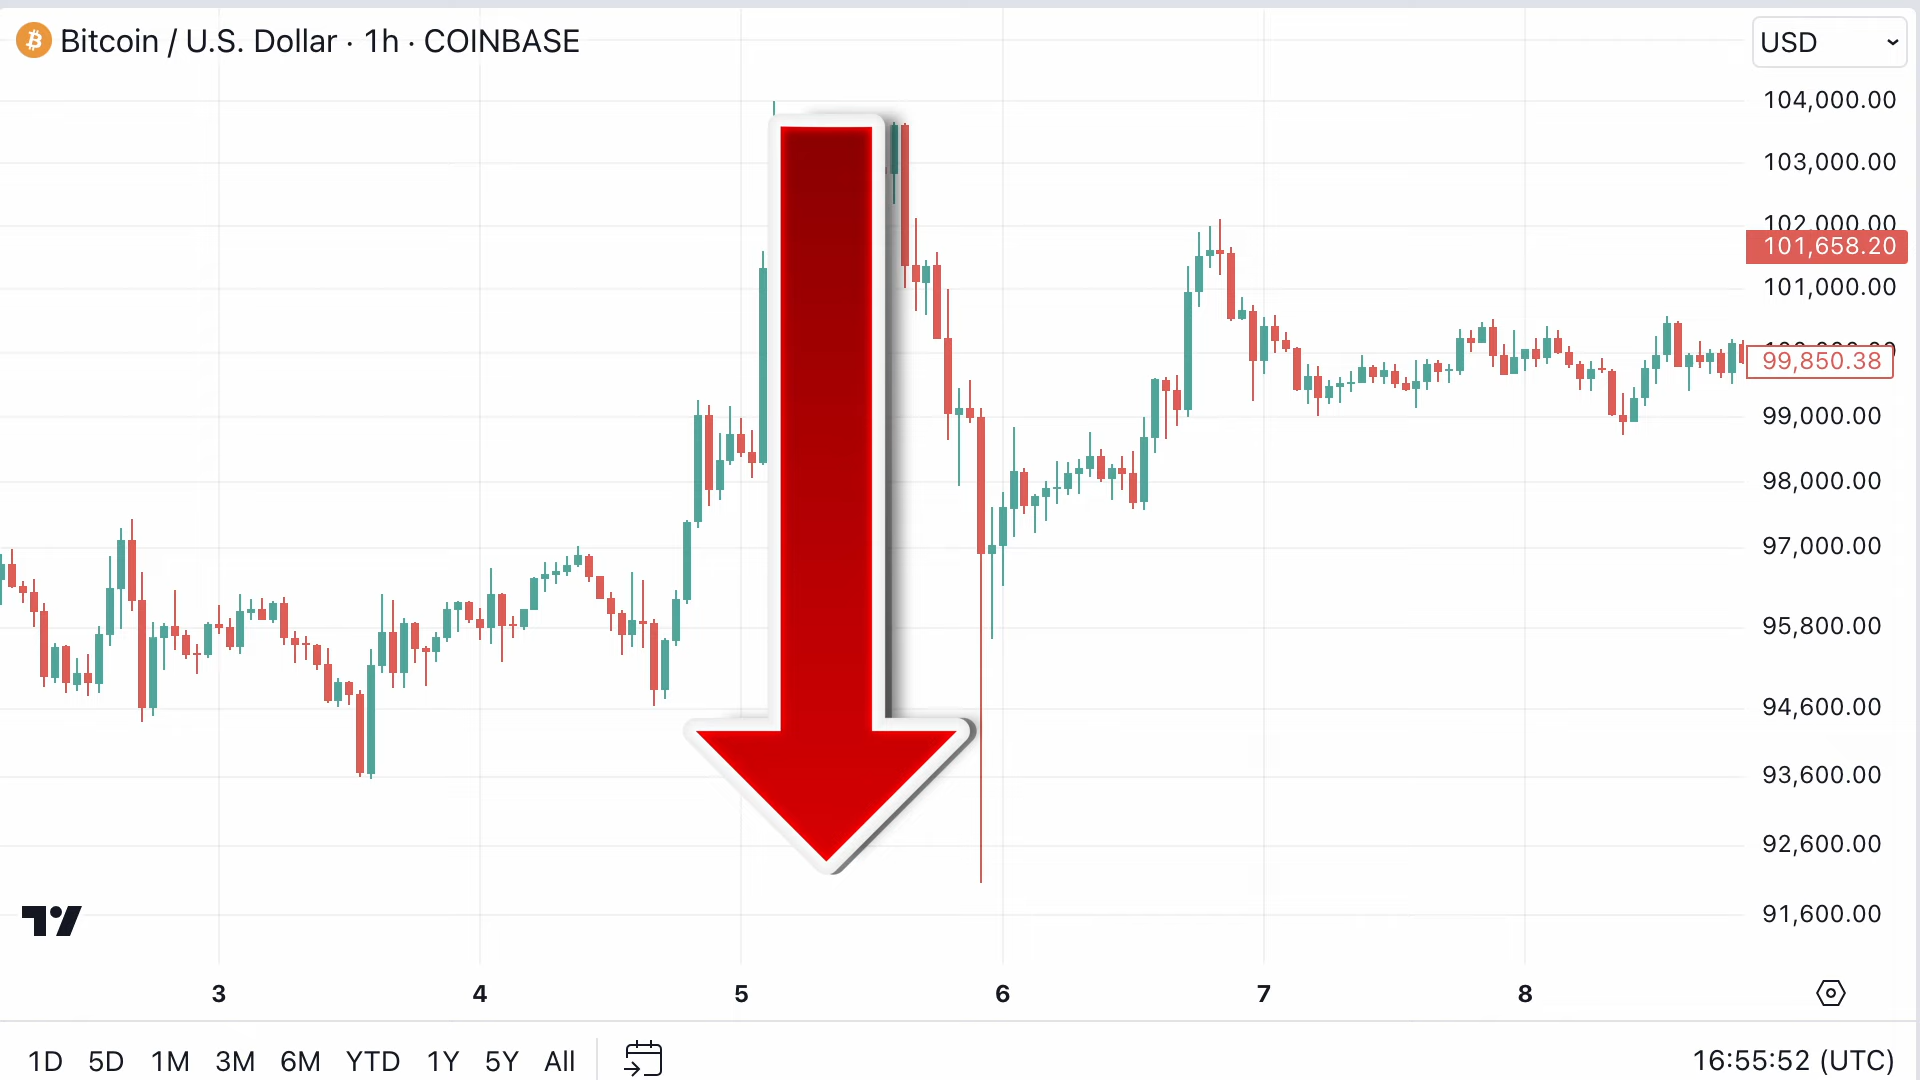 Bitcoin / U.S. Dollar · 1h · COINBASE
USD
104,000.00
103,000.00
102,000.00
101,658.20
101,000.00
99,850.38
99,000.00
98,000.00
97,000.00
95,800.00
94,600.00
93,600.00
92,600.00
91,600.00
3 4 5 6 7 8
1D 5D 1M 3M 6M YTD 1Y 5Y All
16:55:52 (UTC)